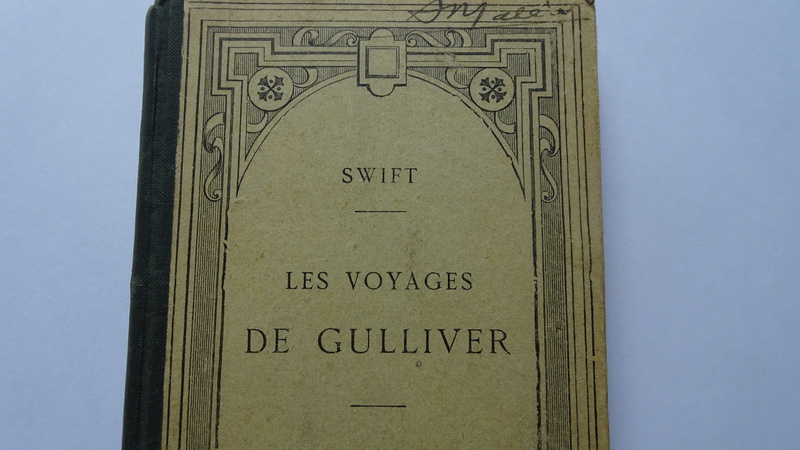 SWIFT
LES VOYAGES
DE GULLIVER